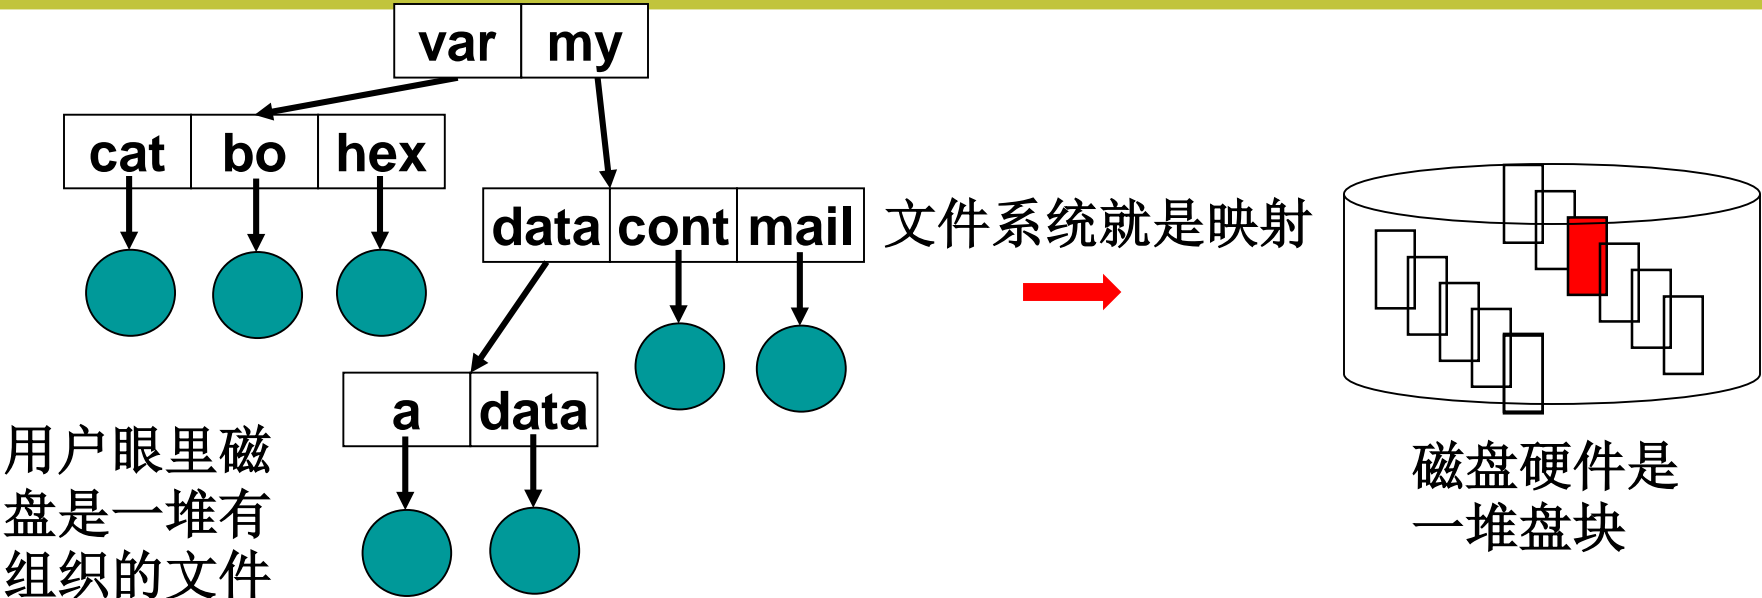 var my
cat bo hex
data cont mail
文件系统就是映射
a data
用户眼里磁
盘是一堆有
组织的文件
磁盘硬件是
一堆盘块